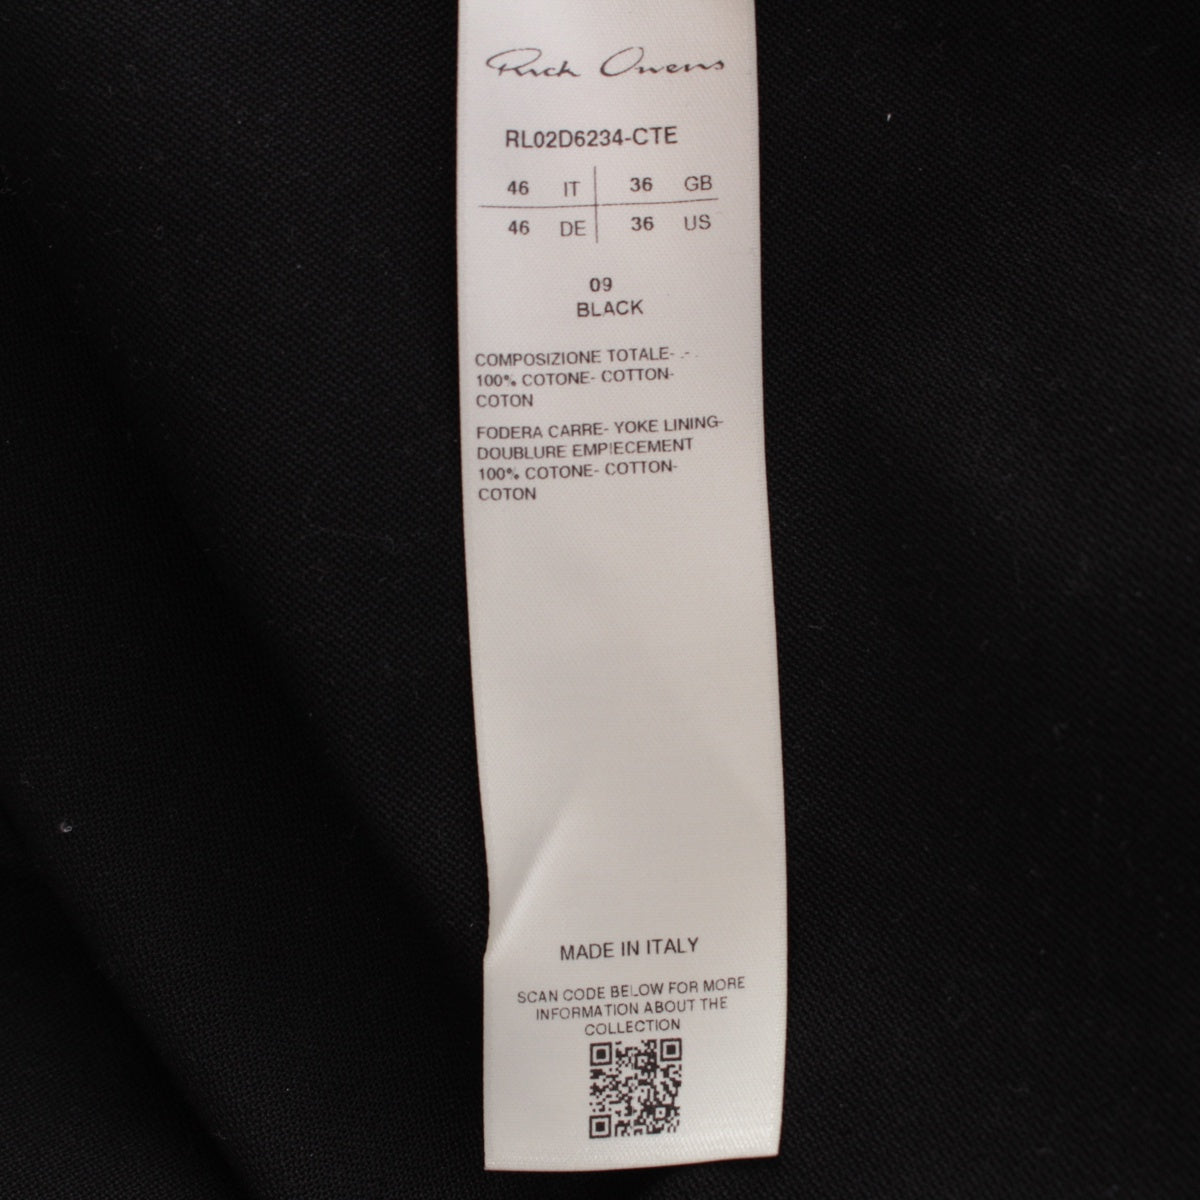 Rick Owens
RL02D6234-CTE
46 IT 36 GB
46 DE 36 US
09
BLACK
COMPOSIZIONE TOTALE- .- .
100% COTONE- COTTON-
COTON
FODERA CARRE- YOKE LINING-
DOUBLURE EMPIECEMENT
100% COTONE- COTTON-
COTON
MADE IN ITALY
SCAN CODE BELOW FOR MORE
INFORMATION ABOUT THE
COLLECTION